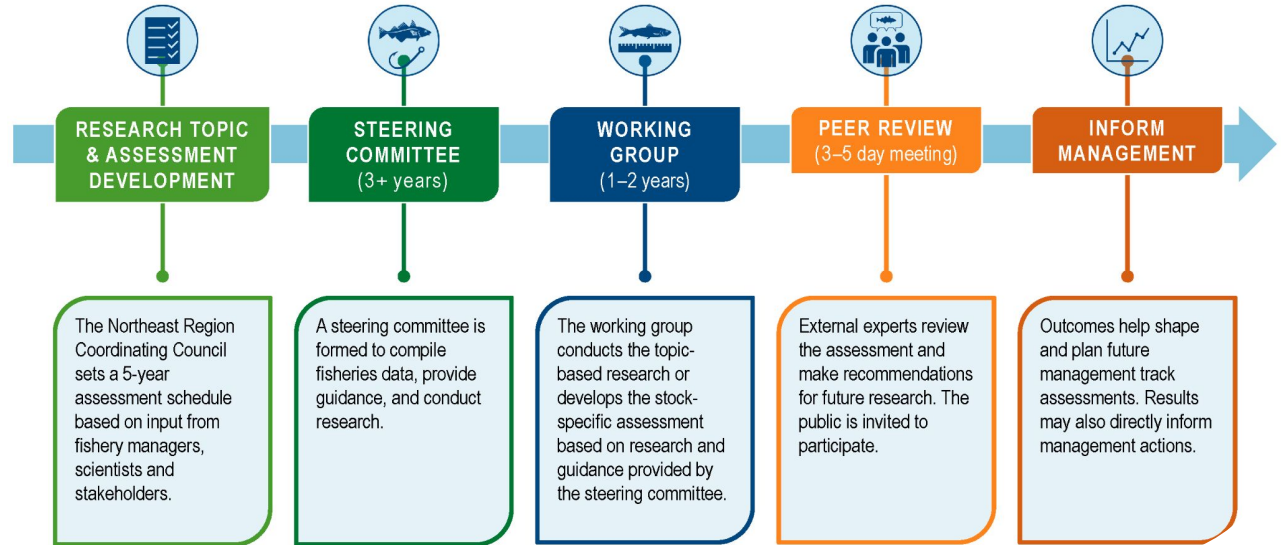 RESEARCH TOPIC
& ASSESSMENT
DEVELOPMENT
STEERING
COMMITTEE
(3+ years)
WORKING
GROUP
(1–2 years)
PEER REVIEW
(3–5 day meeting)
INFORM
MANAGEMENT
The Northeast Region
Coordinating Council
sets a 5-year
assessment schedule
based on input from
fishery managers,
scientists and
stakeholders.
A steering committee is
formed to compile
fisheries data, provide
guidance, and conduct
research.
The working group
conducts the topic-
based research or
develops the stock-
specific assessment
based on research and
guidance provided by
the steering committee.
External experts review
the assessment and
make recommendations
for future research. The
public is invited to
participate.
Outcomes help shape
and plan future
management track
assessments. Results
may also directly inform
management actions.